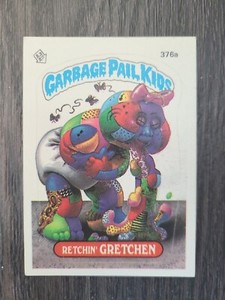 376a
GARBAGE PAIL KIDS
RETCHIN' GRETCHEN